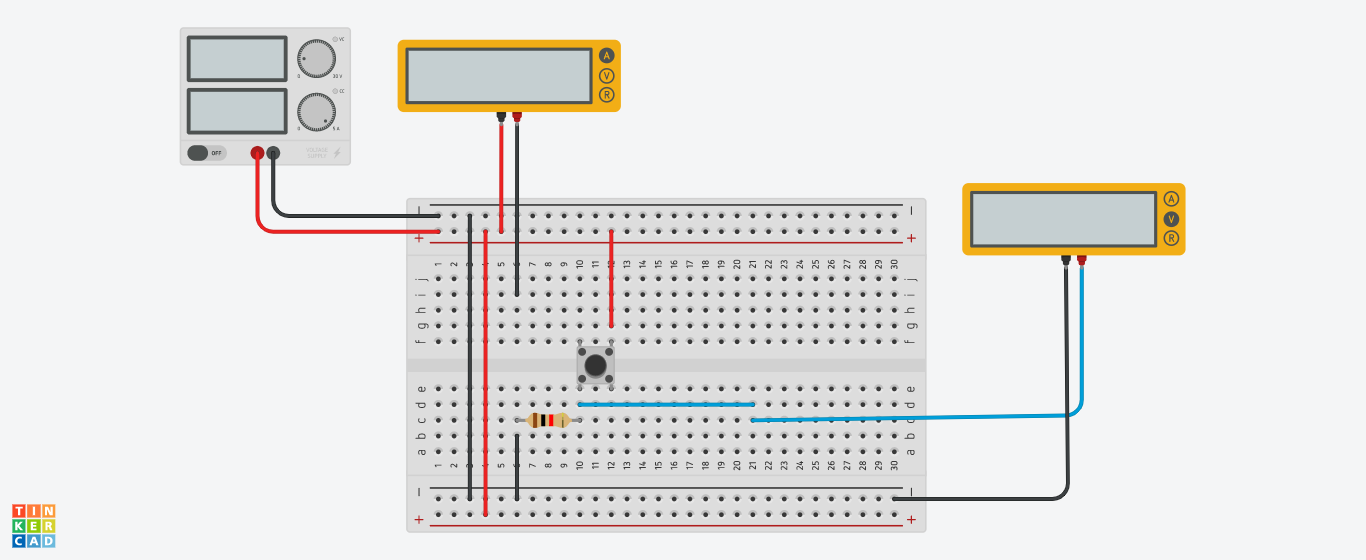 VC
0 30 V
CC
0 5 A
OFF
VOLTAGE
SUPPLY
A
V
R
A
V
R
− −
+ +
1 2 3 4 5 6 7 8 9 10 11 12 13 14 15 16 17 18 19 20 21 22 23 24 25 26 27 28 29 30
j j
i i
h h
g g
f f
e e
d d
c c
b b
a a
1 2 3 4 5 6 7 8 9 10 11 12 13 14 15 16 17 18 19 20 21 22 23 24 25 26 27 28 29 30
− −
+ +
TIN
KER
CAD